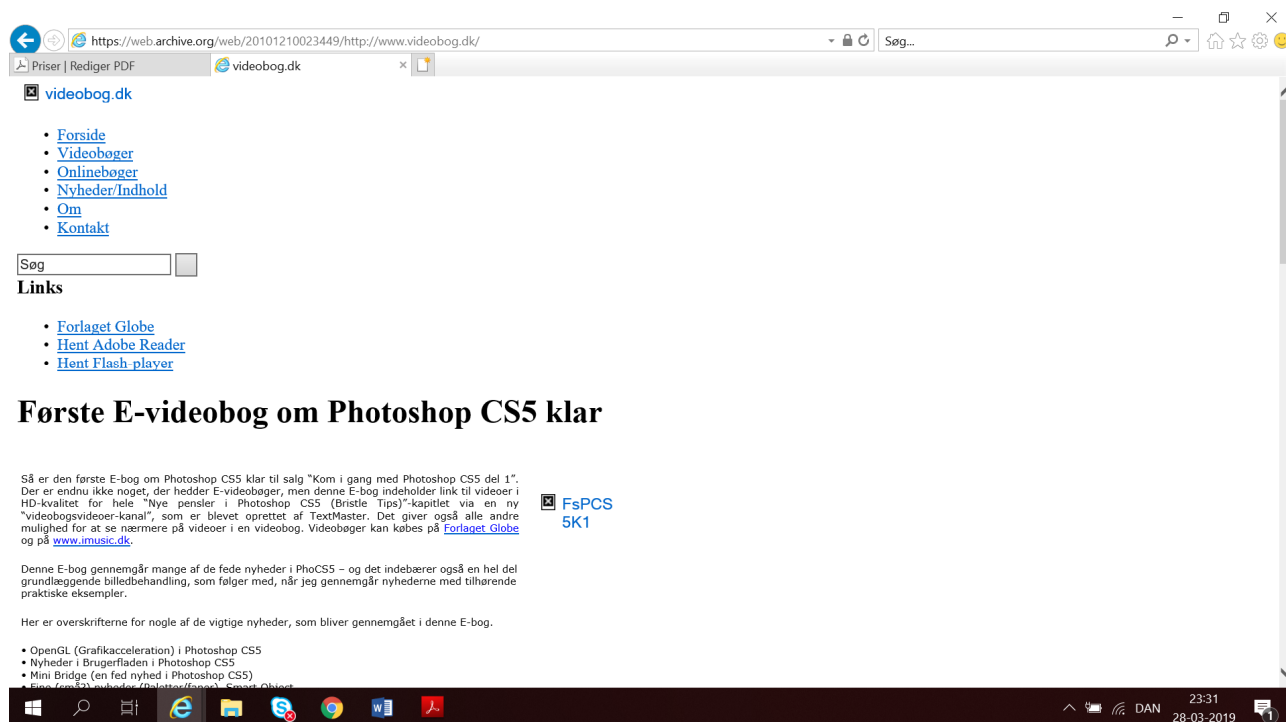 https://web.archive.org/web/20101210023449/http://www.videobog.dk/
Søg...
Priser | Rediger PDF
videobog.dk
videobog.dk
• Forside
• Videobøger
• Onlinebøger
• Nyheder/Indhold
• Om
• Kontakt
Søg
Links
• Forlaget Globe
• Hent Adobe Reader
• Hent Flash-player
Første E-videobog om Photoshop CS5 klar
Så er den første E-bog om Photoshop CS5 klar til salg "Kom i gang med Photoshop CS5 del 1".
Der er endnu ikke noget, der hedder E-videobøger, men denne E-bog indeholder link til videoer i
HD-kvalitet for hele "Nye pensler i Photoshop CS5 (Bristle Tips)"-kapitlet via en ny
"videobogsvideoer-kanal", som er blevet oprettet af TextMaster. Det giver også alle andre
mulighed for at se nærmere på videoer i en videobog. Videobøger kan købes på Forlaget Globe
og på www.imusic.dk.
FsPCS
5K1
Denne E-bog gennemgår mange af de fede nyheder i PhoCS5 – og det indebærer også en hel del
grundlæggende billedbehandling, som følger med, når jeg gennemgår nyhederne med tilhørende
praktiske eksempler.
Her er overskrifterne for nogle af de vigtige nyheder, som bliver gennemgået i denne E-bog.
• OpenGL (Grafikacceleration) i Photoshop CS5
• Nyheder i Brugerfladen i Photoshop CS5
• Mini Bridge (en fed nyhed i Photoshop CS5)
• Fine (små?) nyheder (Paletter/faner), Smart Object
DAN
23:31
28-03-2019
1